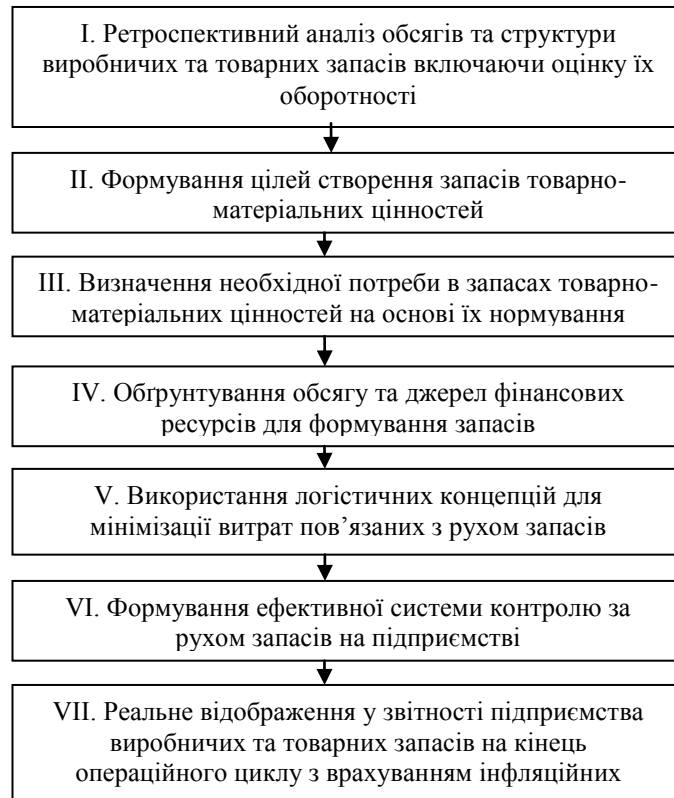 I. Ретроспективний аналіз обсягів та структури
виробничих та товарних запасів включаючи оцінку їх
оборотності
II. Формування цілей створення запасів товарно-
матеріальних цінностей
III. Визначення необхідної потреби в запасах товарно-
матеріальних цінностей на основі їх нормування
IV. Обґрунтування обсягу та джерел фінансових
ресурсів для формування запасів
V. Використання логістичних концепцій для
мінімізації витрат пов’язаних з рухом запасів
VI. Формування ефективної системи контролю за
рухом запасів на підприємстві
VII. Реальне відображення у звітності підприємства
виробничих та товарних запасів на кінець
операційного циклу з врахуванням інфляційних